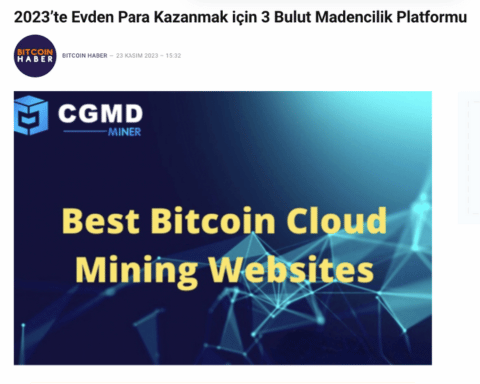 2023’te Evden Para Kazanmak için 3 Bulut Madencilik Platformu
BITCOIN
HABER
BITCOIN HABER – 23 KASIM 2023 – 15:32
CGMD
MINER
Best Bitcoin Cloud
Mining Websites